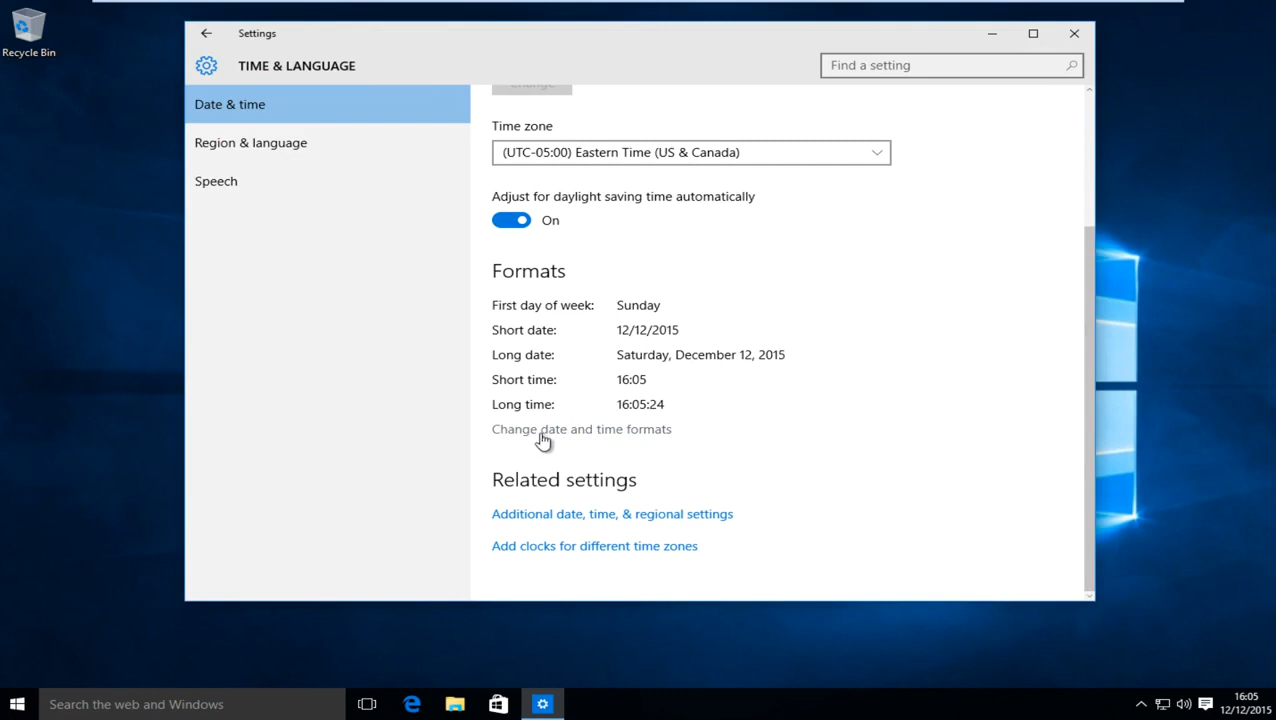 Recycle Bin
Settings
TIME & LANGUAGE
Find a setting
Date & time
Region & language
Speech
Change
Time zone
(UTC-05:00) Eastern Time (US & Canada)
Adjust for daylight saving time automatically
On
Formats
First day of week: Sunday
Short date: 12/12/2015
Long date: Saturday, December 12, 2015
Short time: 16:05
Long time: 16:05:24
Change date and time formats
Related settings
Additional date, time, & regional settings
Add clocks for different time zones
Search the web and Windows
16:05
12/12/2015